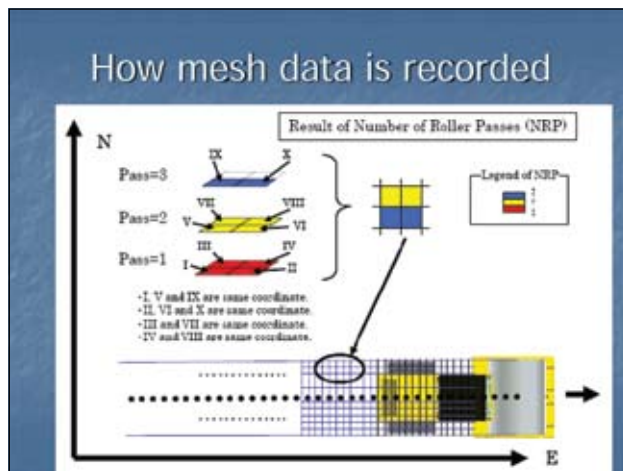 How mesh data is recorded
Result of Number of Roller Passes (NRP)
N
IX
X
Pass=3
VII
VIII
Pass=2
V
VI
III
IV
Pass=1
I
II
Legend of NRP
-I, V and IX are same coordinate.
-II, VI and X are same coordinate.
-III and VII are same coordinate.
-IV and VIII are same coordinate.
E